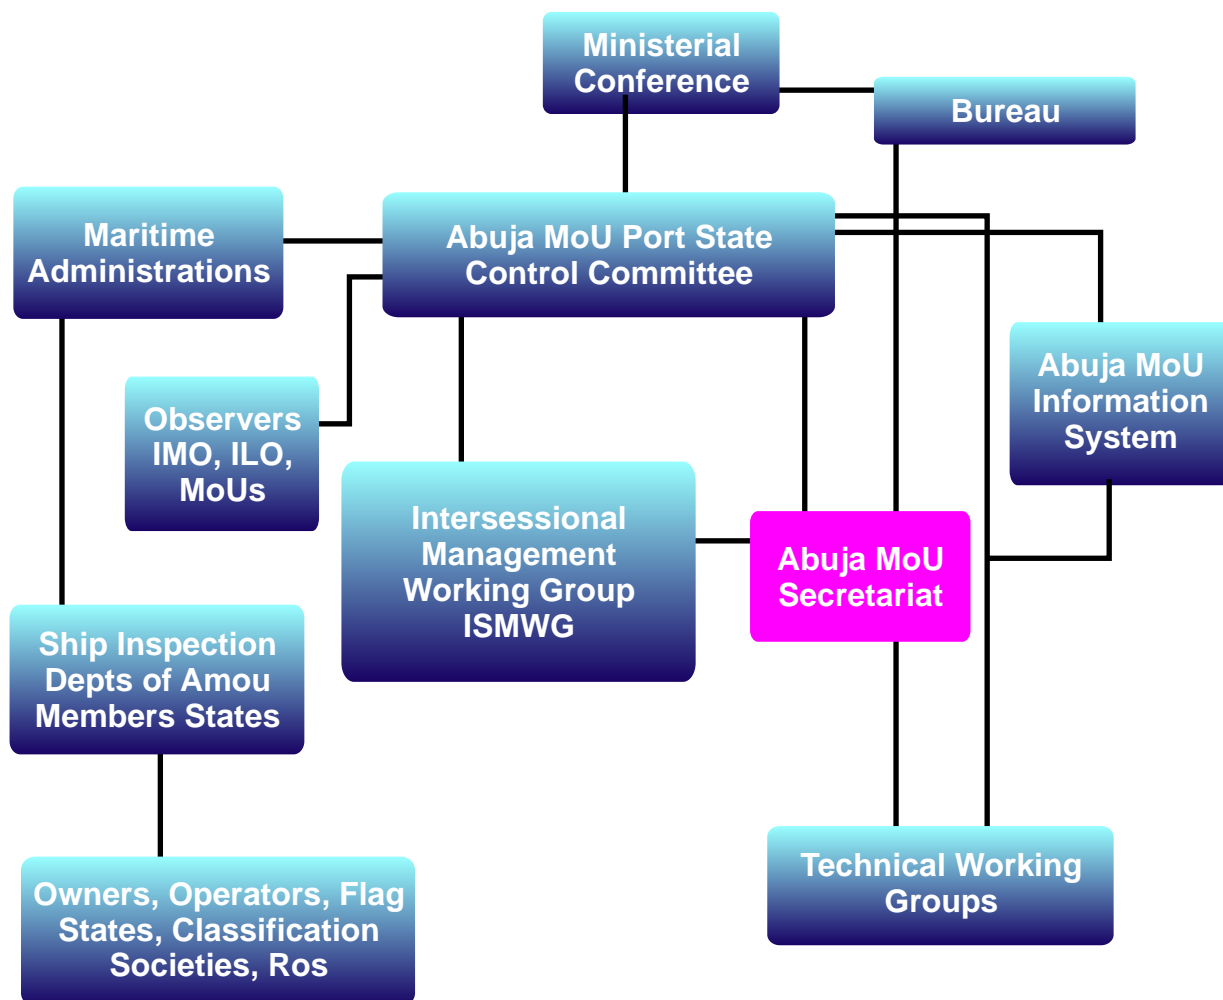 Ministerial
Conference
Bureau
Maritime
Administrations
Abuja MoU Port State
Control Committee
Observers
IMO, ILO,
MoUs
Abuja MoU
Information
System
Intersessional
Management
Working Group
ISMWG
Abuja MoU
Secretariat
Ship Inspection
Depts of Amou
Members States
Technical Working
Groups
Owners, Operators, Flag
States, Classification
Societies, Ros